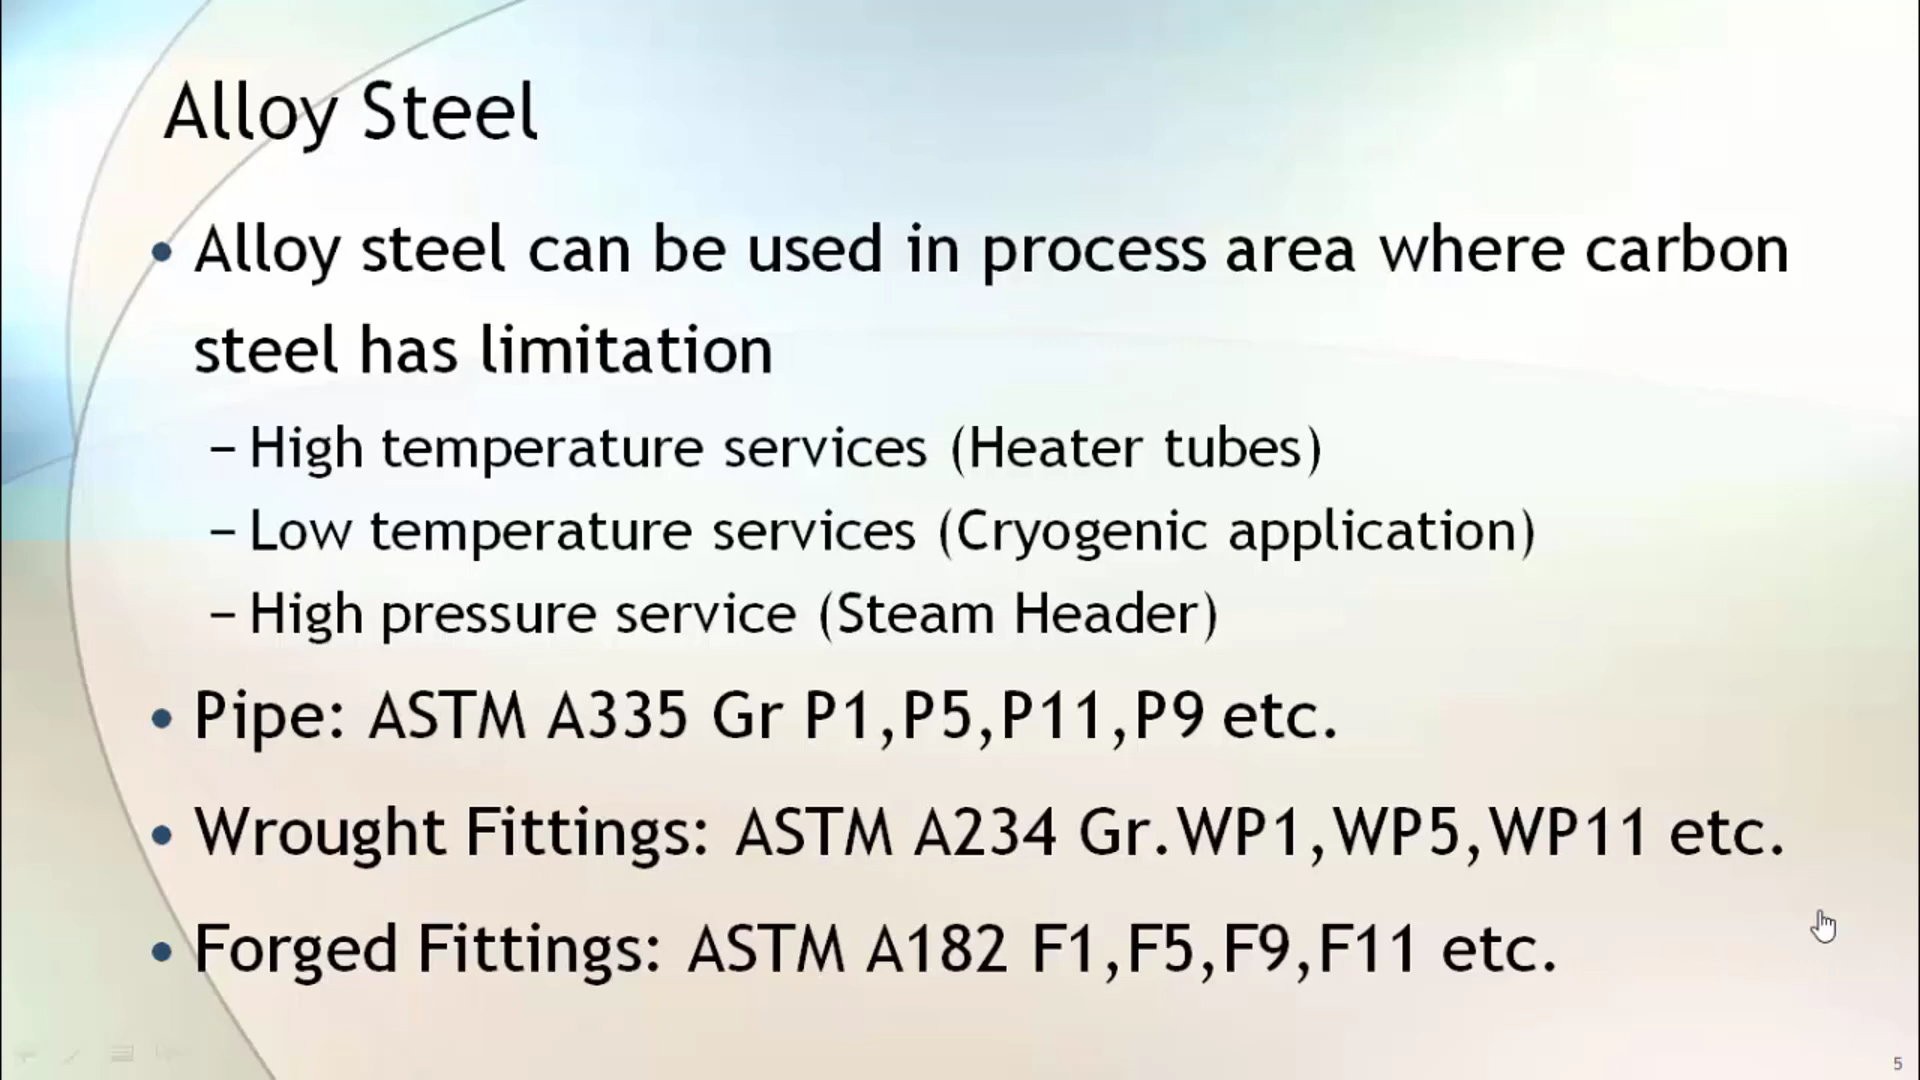 Alloy Steel
• Alloy steel can be used in process area where carbon
steel has limitation
– High temperature services (Heater tubes)
– Low temperature services (Cryogenic application)
– High pressure service (Steam Header)
• Pipe: ASTM A335 Gr P1,P5,P11,P9 etc.
• Wrought Fittings: ASTM A234 Gr.WP1,WP5,WP11 etc.
• Forged Fittings: ASTM A182 F1,F5,F9,F11 etc.
5